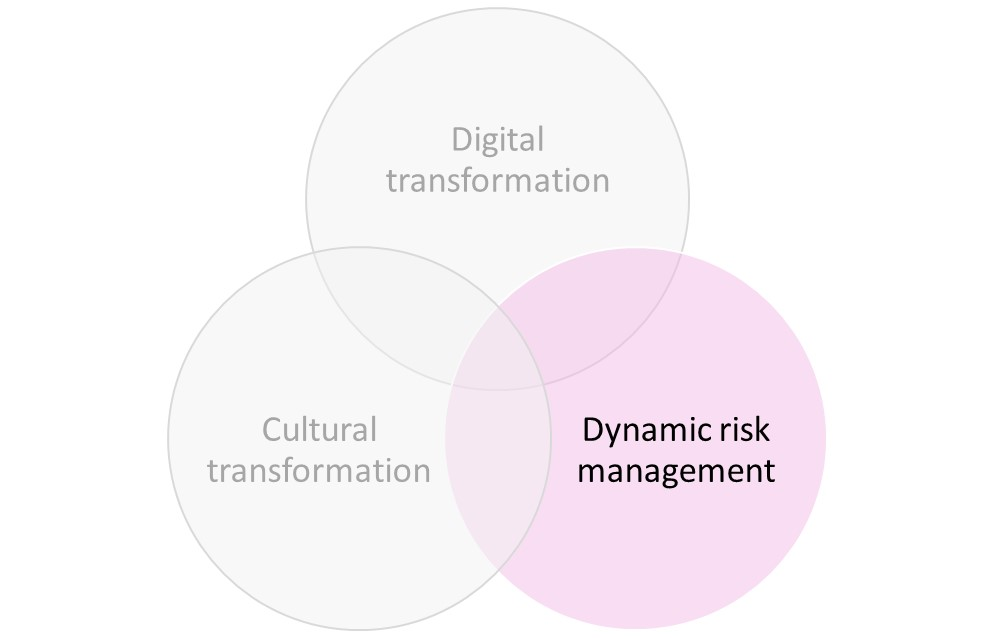 Digital
transformation
Cultural
transformation
Dynamic risk
management